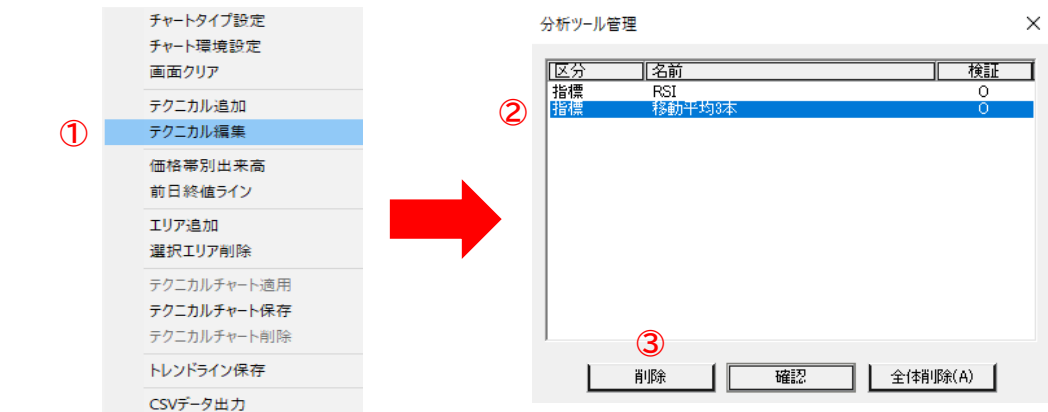 チャートタイプ設定
チャート環境設定
画面クリア
テクニカル追加
①
テクニカル編集
価格帯別出来高
前日終値ライン
エリア追加
選択エリア削除
テクニカルチャート適用
テクニカルチャート保存
テクニカルチャート削除
トレンドライン保存
CSVデータ出力
分析ツール管理
×
区分 名前 検証
指標 RSI O
②
指標 移動平均3本 O
③
削除 確認 全体削除(A)